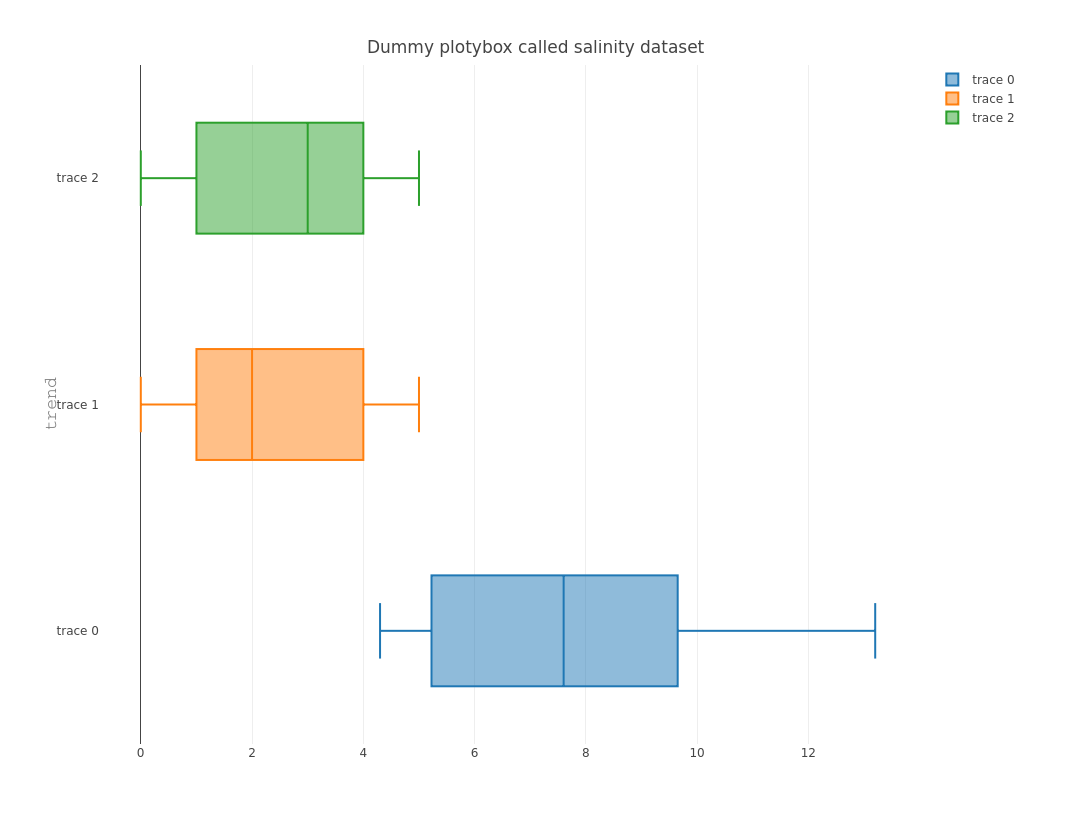 Dummy plotybox called salinity dataset
trace 0
trace 1
trace 2
trace 2
trace 1
trace 0
trend
0 2 4 6 8 10 12